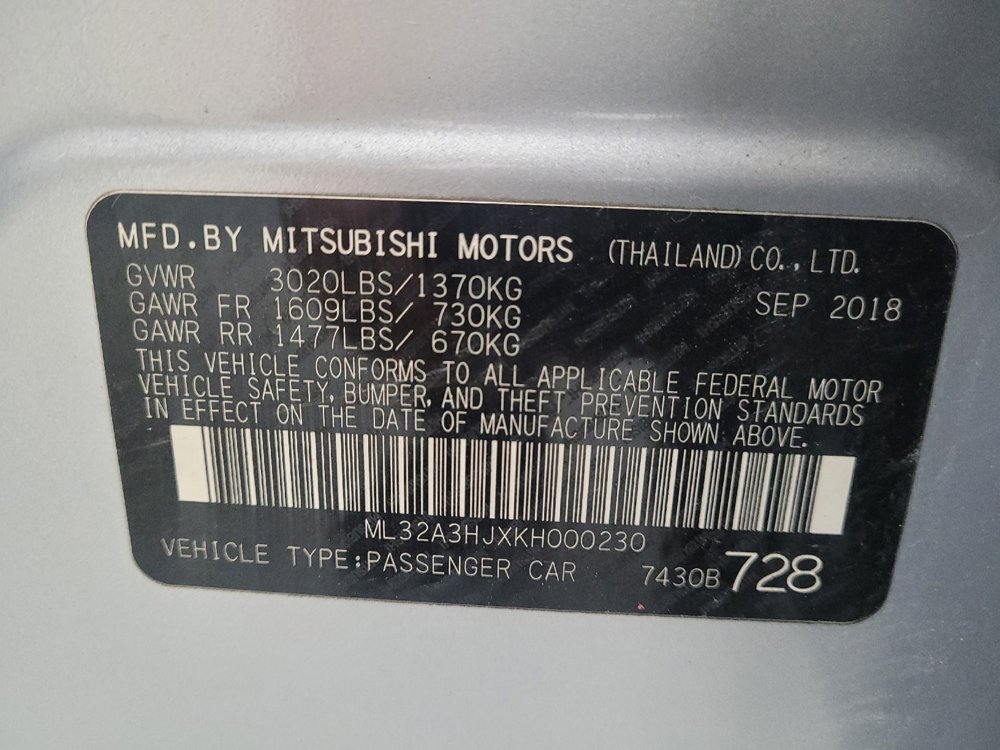 MFD.BY MITSUBISHI MOTORS (THAILAND) CO., LTD.
GVWR 3020LBS/1370KG SEP 2018
GAWR FR 1609LBS/ 730KG
GAWR RR 1477LBS/ 670KG
THIS VEHICLE CONFORMS TO ALL APPLICABLE FEDERAL MOTOR
VEHICLE SAFETY, BUMPER, AND THEFT PREVENTION STANDARDS
IN EFFECT ON THE DATE OF MANUFACTURE SHOWN ABOVE.
ML32A3HJXKH000230
VEHICLE TYPE:PASSENGER CAR 7430B728